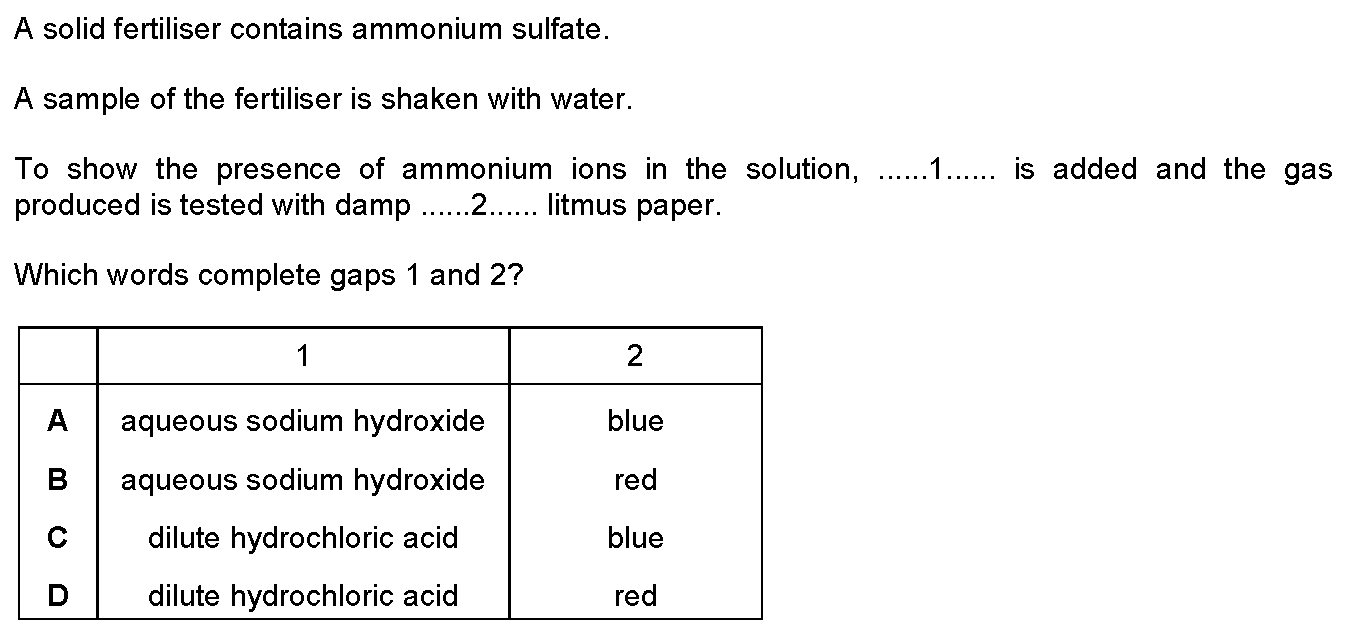 A solid fertiliser contains ammonium sulfate.
A sample of the fertiliser is shaken with water.
To show the presence of ammonium ions in the solution, ......1...... is added and the gas
produced is tested with damp ......2...... litmus paper.
Which words complete gaps 1 and 2?
1 2
A aqueous sodium hydroxide blue
B aqueous sodium hydroxide red
C dilute hydrochloric acid blue
D dilute hydrochloric acid red